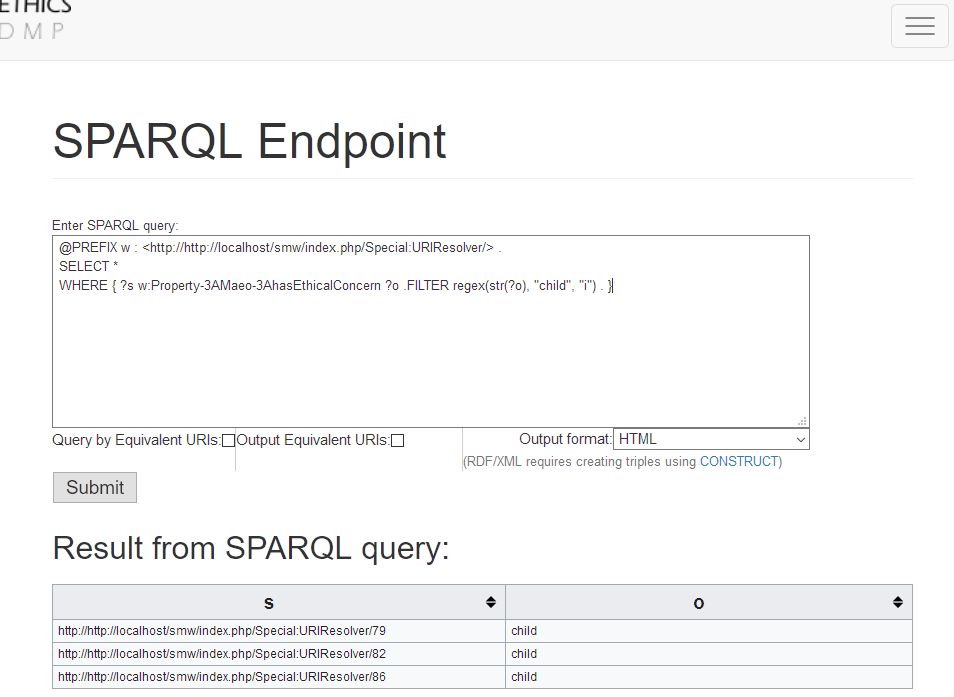 ETHICS
DMP
SPARQL Endpoint
Enter SPARQL query:
@PREFIX w : <http://http://localhost/smw/index.php/Special:URIResolver/> .
SELECT *
WHERE { ?s w:Property-3AMaeo-3AhasEthicalConcern ?o .FILTER regex(str(?o), "child", "i") . }
Query by Equivalent URIs: Output Equivalent URIs: Output format: HTML
(RDF/XML requires creating triples using CONSTRUCT)
Submit
Result from SPARQL query:
S O
http://http://localhost/smw/index.php/Special:URIResolver/79 child
http://http://localhost/smw/index.php/Special:URIResolver/82 child
http://http://localhost/smw/index.php/Special:URIResolver/86 child